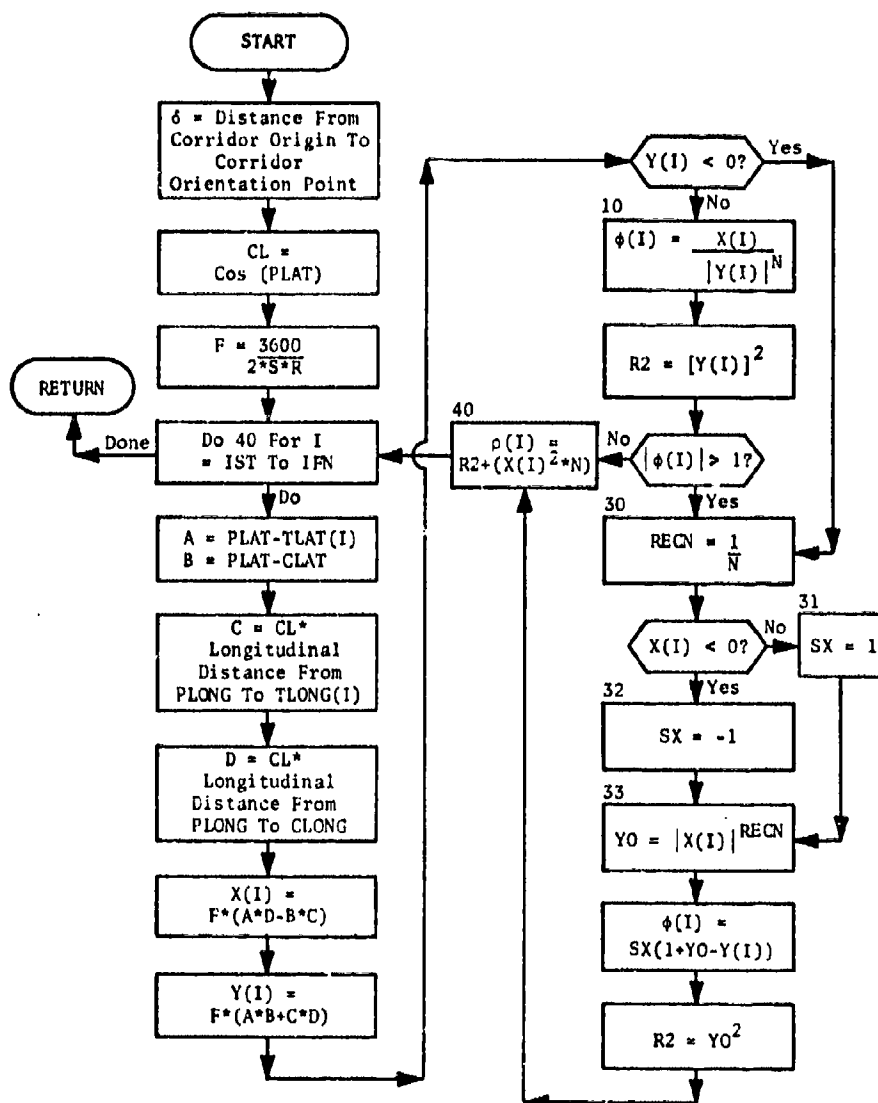 START
δ = Distance From
Corridor Origin To
Corridor
Orientation Point
CL =
Cos (PLAT)
F = 3600
2*S*R
RETURN
Done
Do 40 For I
= IST To IFN
Do
A = PLAT-TLAT(I)
B = PLAT-CLAT
C = CL*
Longitudinal
Distance From
PLONG To TLONG(I)
D = CL*
Longitudinal
Distance From
PLONG To CLONG
X(I) =
F*(A*D-B*C)
Y(I) =
F*(A*B+C*D)
Y(I) < 0?
Yes
No
10
φ(I) = X(I)
|Y(I)|^N
R2 = [Y(I)]^2
|φ(I)| > 1?
No
40
ρ(I) =
R2+(X(I)^2*N)
Yes
30
RECN = 1
N
X(I) < 0?
No
31
SX = 1
Yes
32
SX = -1
33
YO = |X(I)|^RECN
φ(I) =
SX(1+YO-Y(I))
R2 = YO^2